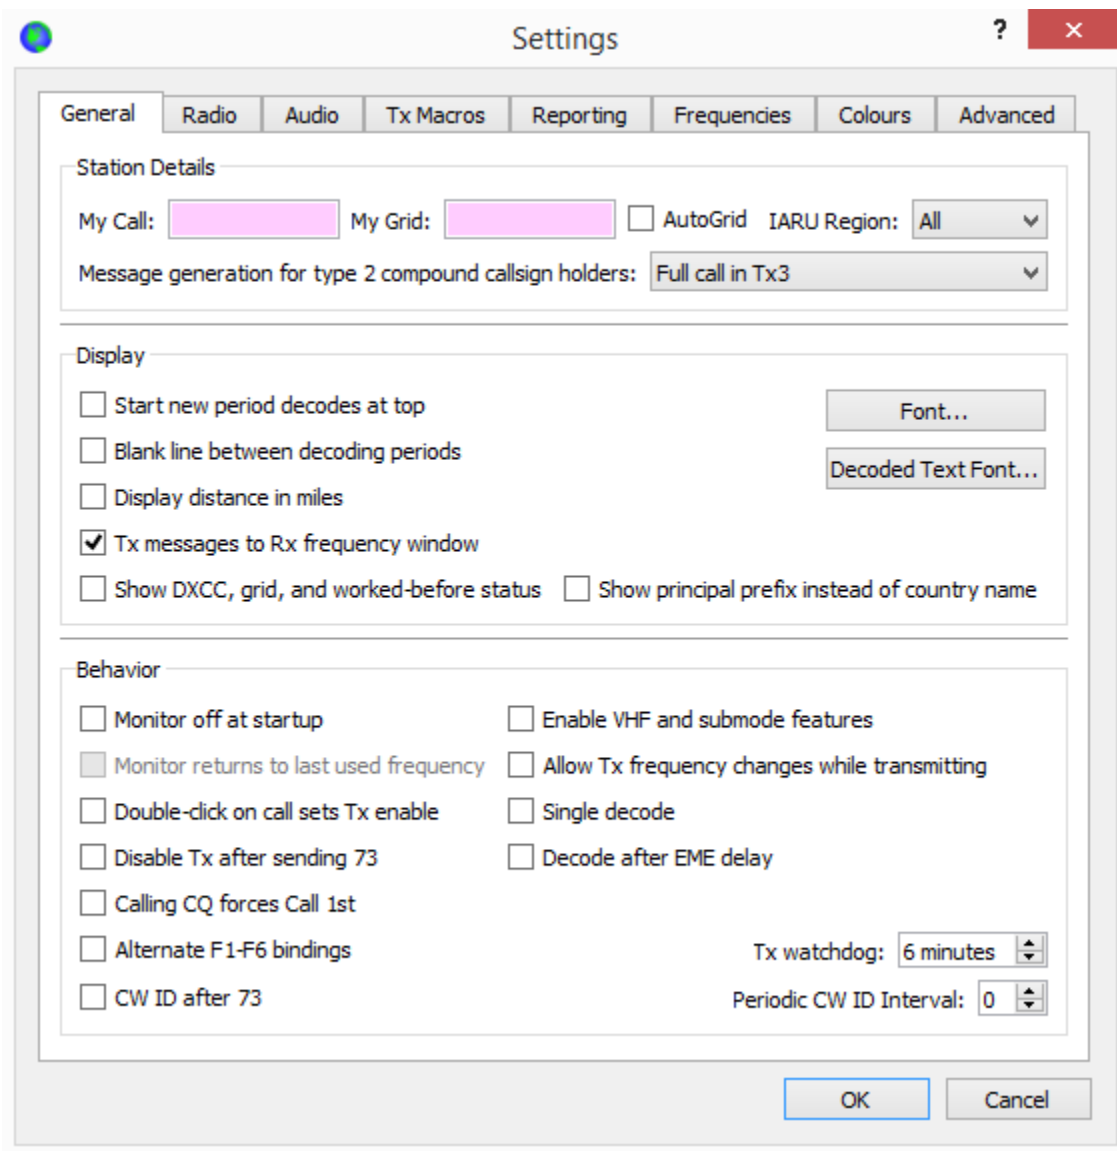 Settings
?
General Radio Audio Tx Macros Reporting Frequencies Colours Advanced
Station Details
My Call: My Grid: AutoGrid IARU Region: All
Message generation for type 2 compound callsign holders: Full call in Tx3
Display
Start new period decodes at top Font...
Blank line between decoding periods
Decoded Text Font...
Display distance in miles
Tx messages to Rx frequency window
Show DXCC, grid, and worked-before status Show principal prefix instead of country name
Behavior
Monitor off at startup Enable VHF and submode features
Monitor returns to last used frequency Allow Tx frequency changes while transmitting
Double-click on call sets Tx enable Single decode
Disable Tx after sending 73 Decode after EME delay
Calling CQ forces Call 1st
Alternate F1-F6 bindings Tx watchdog: 6 minutes
CW ID after 73 Periodic CW ID Interval: 0
OK Cancel